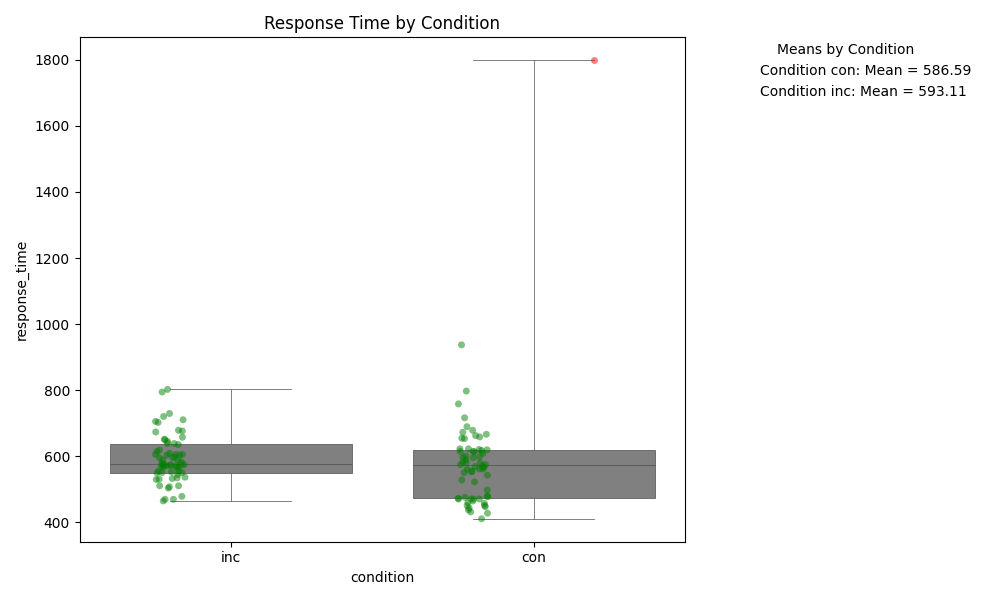 Response Time by Condition
Means by Condition
Condition con: Mean = 586.59
Condition inc: Mean = 593.11
1800
1600
1400
1200
1000
800
600
400
response_time
inc
con
condition